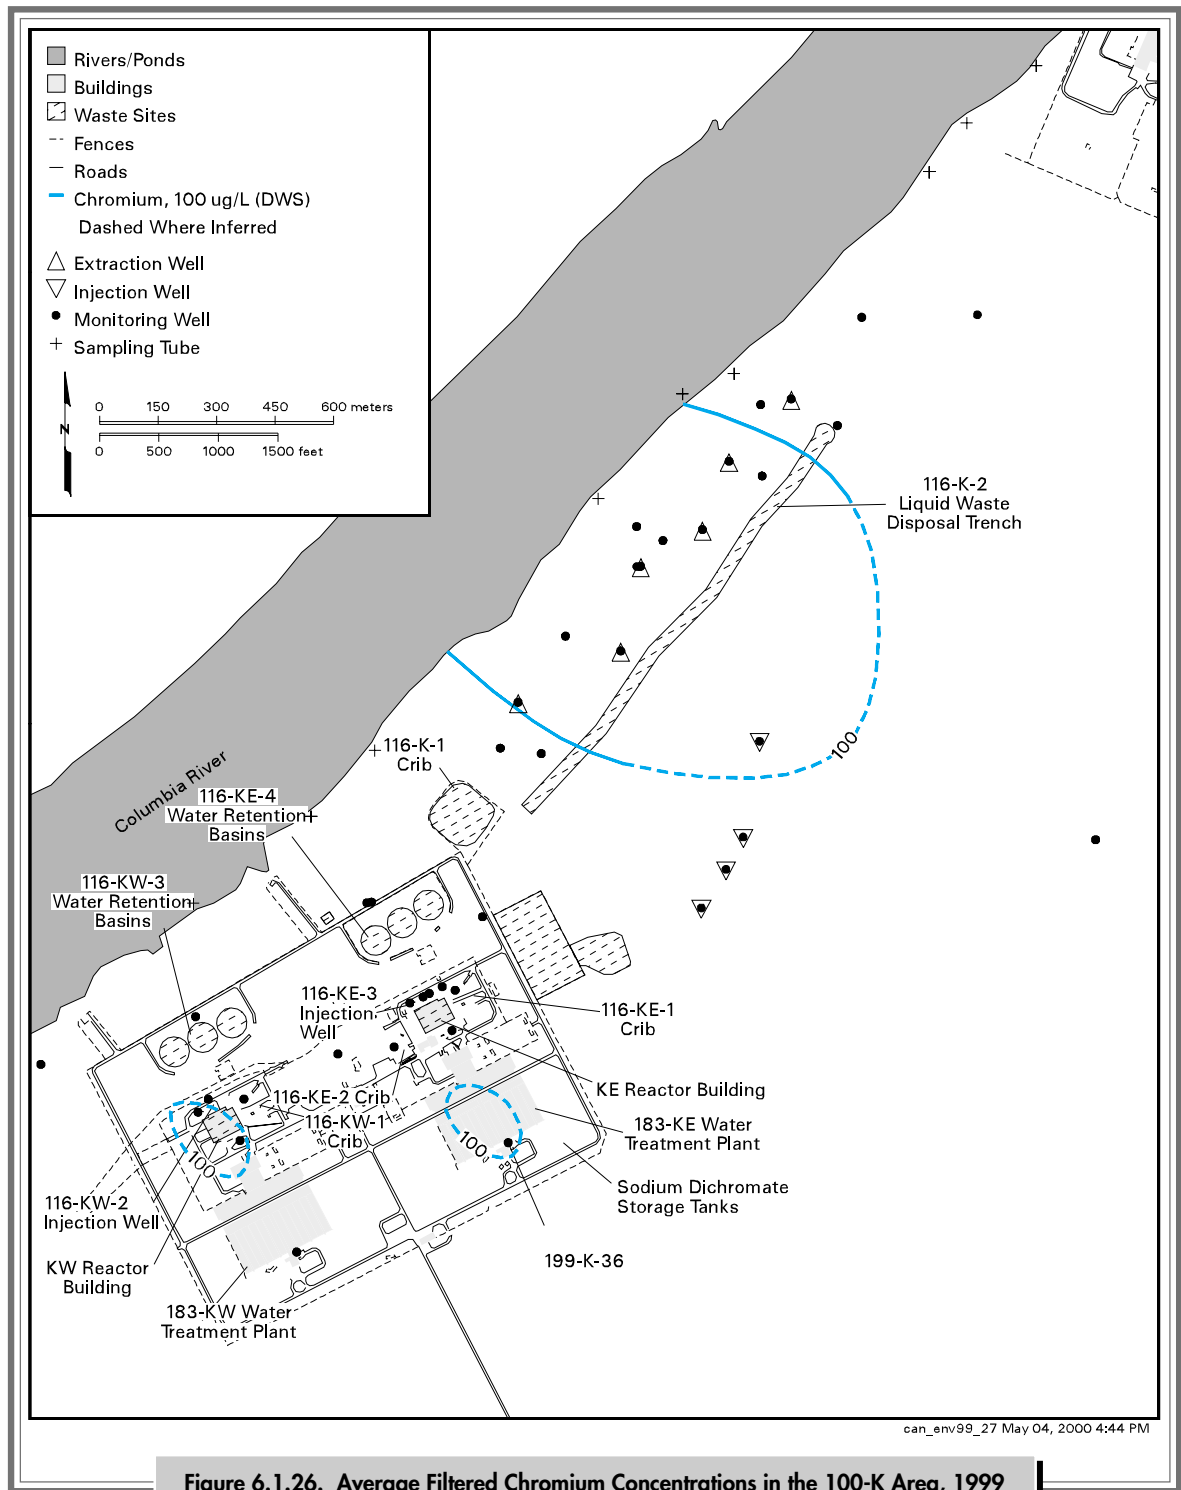 Rivers/Ponds
Buildings
Waste Sites
Fences
Roads
Chromium, 100 ug/L (DWS)
Dashed Where Inferred
Extraction Well
Injection Well
Monitoring Well
Sampling Tube
N
0 150 300 450 600 meters
0 500 1000 1500 feet
116-K-2
Liquid Waste
Disposal Trench
100
116-K-1
Crib
Columbia River
116-KE-4
Water Retention
Basins
116-KW-3
Water Retention
Basins
116-KE-3
Injection
Well
116-KE-1
Crib
KE Reactor Building
116-KE-2 Crib
116-KW-1
Crib
183-KE Water
Treatment Plant
100
100
Sodium Dichromate
Storage Tanks
116-KW-2
Injection Well
199-K-36
KW Reactor
Building
183-KW Water
Treatment Plant
can_env99_27 May 04, 2000 4:44 PM
Figure 6.1.26. Average Filtered Chromium Concentrations in the 100-K Area, 1999